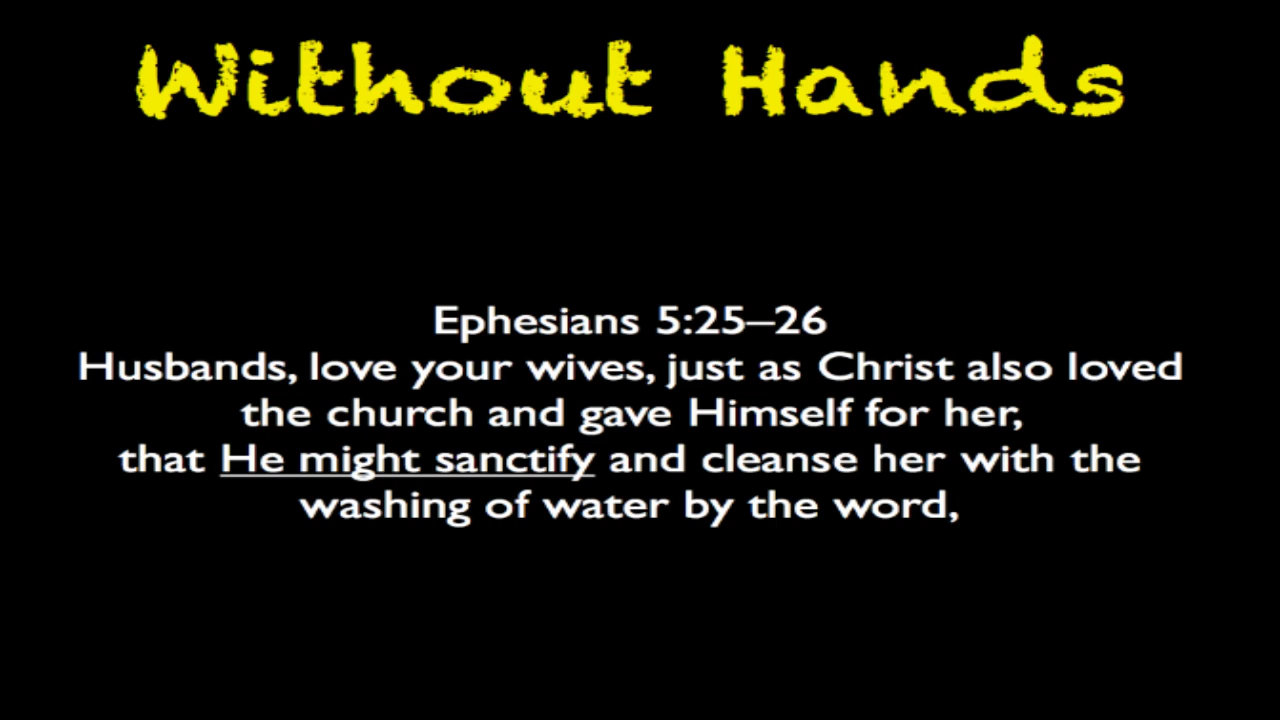 Without Hands
Ephesians 5:25–26
Husbands, love your wives, just as Christ also loved
the church and gave Himself for her,
that He might sanctify and cleanse her with the
washing of water by the word,